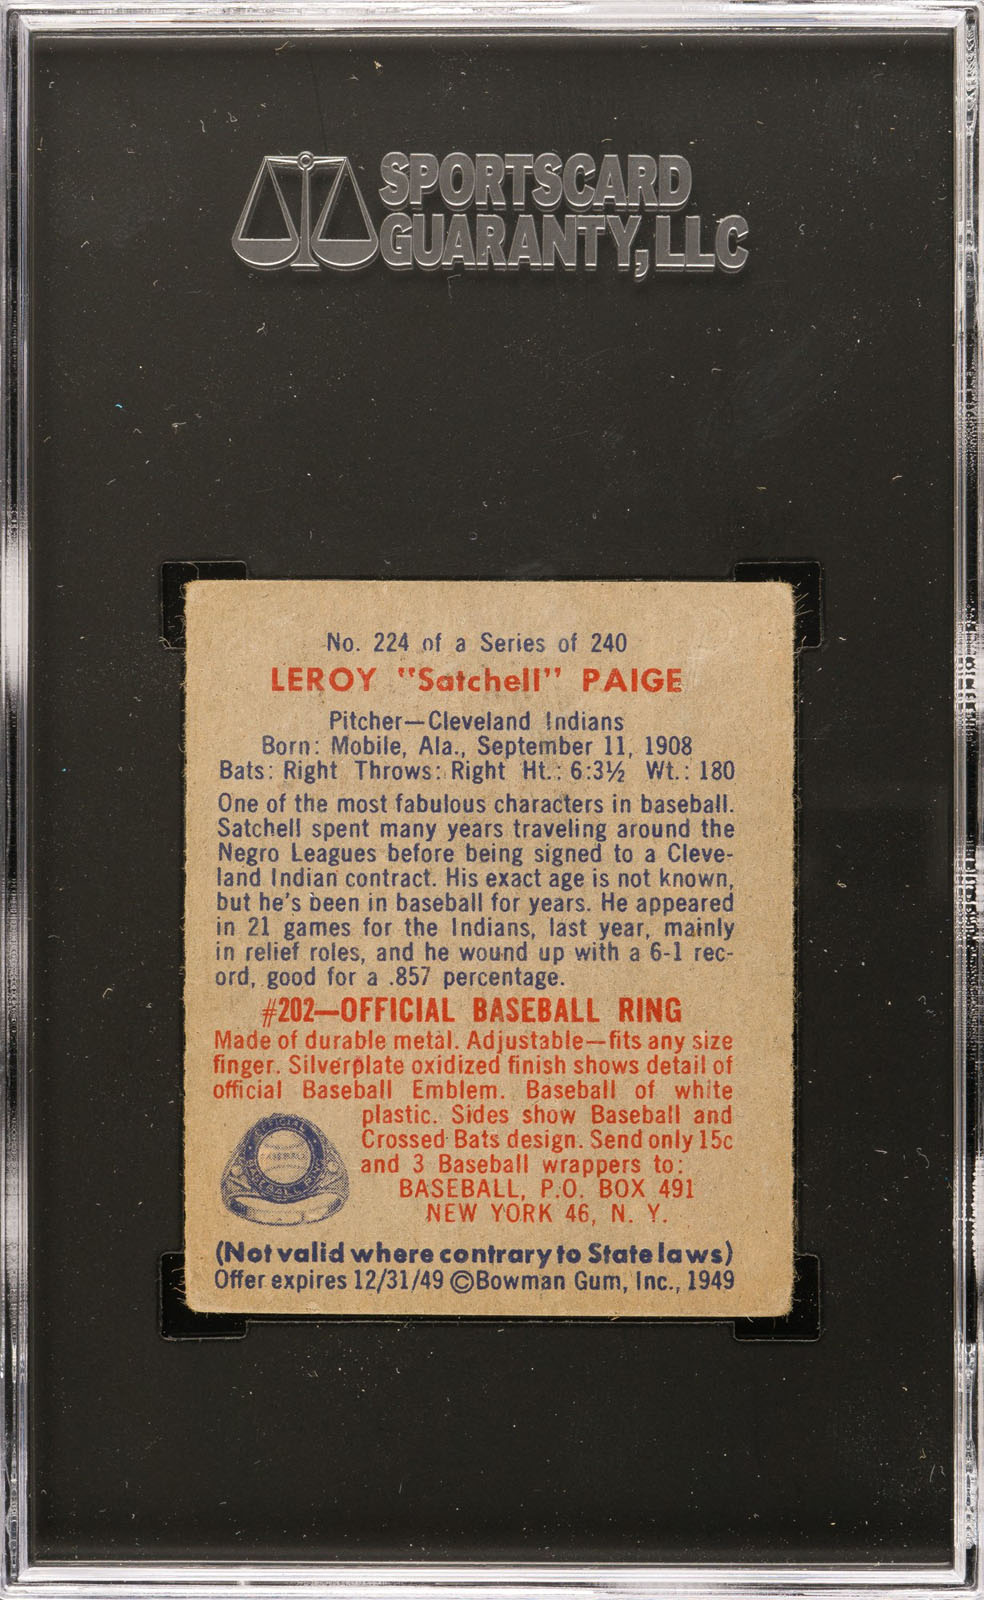 SPORTSCARD
GUARANTY, LLC
No. 224 of a Series of 240
LEROY "Satchell" PAIGE
Pitcher—Cleveland Indians
Born: Mobile, Ala., September 11, 1908
Bats: Right Throws: Right Ht.: 6:3½ Wt.: 180
One of the most fabulous characters in baseball.
Satchell spent many years traveling around the
Negro Leagues before being signed to a Cleve-
land Indian contract. His exact age is not known,
but he's been in baseball for years. He appeared
in 21 games for the Indians, last year, mainly
in relief roles, and he wound up with a 6-1 rec-
ord, good for a .857 percentage.
#202—OFFICIAL BASEBALL RING
Made of durable metal. Adjustable—fits any size
finger. Silverplate oxidized finish shows detail of
official Baseball Emblem. Baseball of white
plastic. Sides show Baseball and
Crossed Bats design. Send only 15c
and 3 Baseball wrappers to:
BASEBALL, P.O. BOX 491
NEW YORK 46, N. Y.
OFFICIAL
BASEBALL
BASEBALL RING
(Not valid where contrary to State laws)
Offer expires 12/31/49 ©Bowman Gum, Inc., 1949